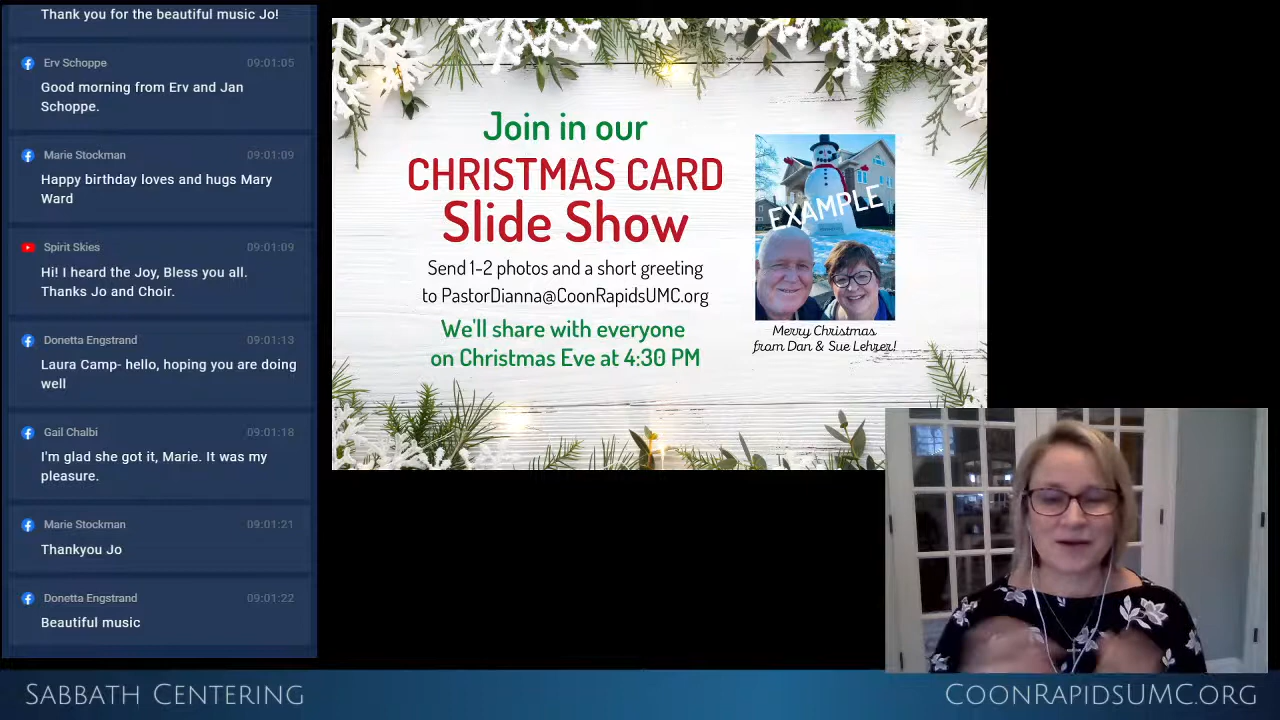 Thank you for the beautiful music Jo!
Erv Schoppe 09:01:05
Good morning from Erv and Jan
Schoppe.
Marie Stockman 09:01:09
Happy birthday loves and hugs Mary
Ward
Spirit Skies 09:01:09
Hi! I heard the Joy, Bless you all.
Thanks Jo and Choir.
Donetta Engstrand 09:01:13
Laura Camp- hello, hoping you are doing
well
Gail Chalbi 09:01:18
I'm glad she got it, Marie. It was my
pleasure.
Marie Stockman 09:01:21
Thankyou Jo
Donetta Engstrand 09:01:22
Beautiful music
Join in our
CHRISTMAS CARD
Slide Show
Send 1-2 photos and a short greeting
to PastorDianna@CoonRapidsUMC.org
We'll share with everyone
on Christmas Eve at 4:30 PM
EXAMPLE
Merry Christmas
from Dan & Sue Lehrer!
Sabbath Centering
CoonRapidsUMC.org